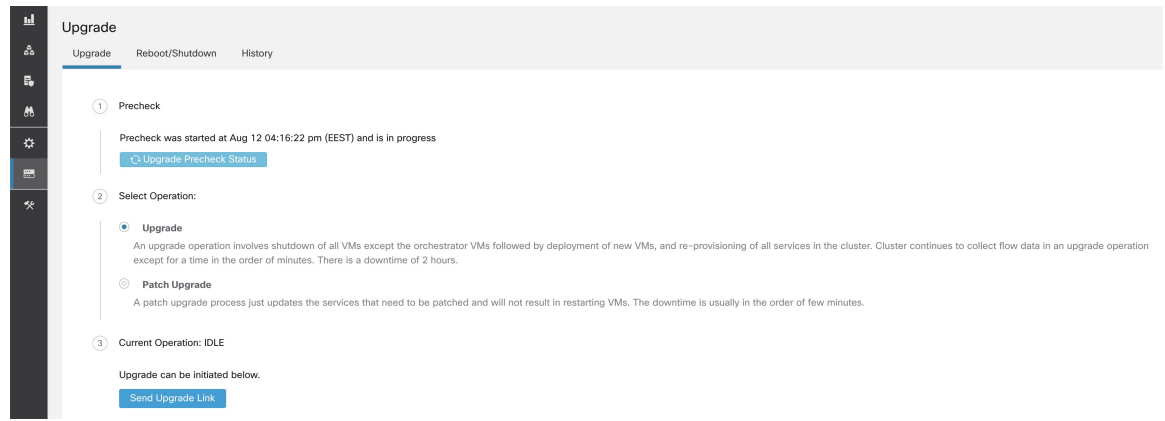 Upgrade
Upgrade Reboot/Shutdown History
1 Precheck
Precheck was started at Aug 12 04:16:22 pm (EEST) and is in progress
Upgrade Precheck Status
2 Select Operation:
Upgrade
An upgrade operation involves shutdown of all VMs except the orchestrator VMs followed by deployment of new VMs, and re-provisioning of all services in the cluster. Cluster continues to collect flow data in an upgrade operation
except for a time in the order of minutes. There is a downtime of 2 hours.
Patch Upgrade
A patch upgrade process just updates the services that need to be patched and will not result in restarting VMs. The downtime is usually in the order of few minutes.
3 Current Operation: IDLE
Upgrade can be initiated below.
Send Upgrade Link